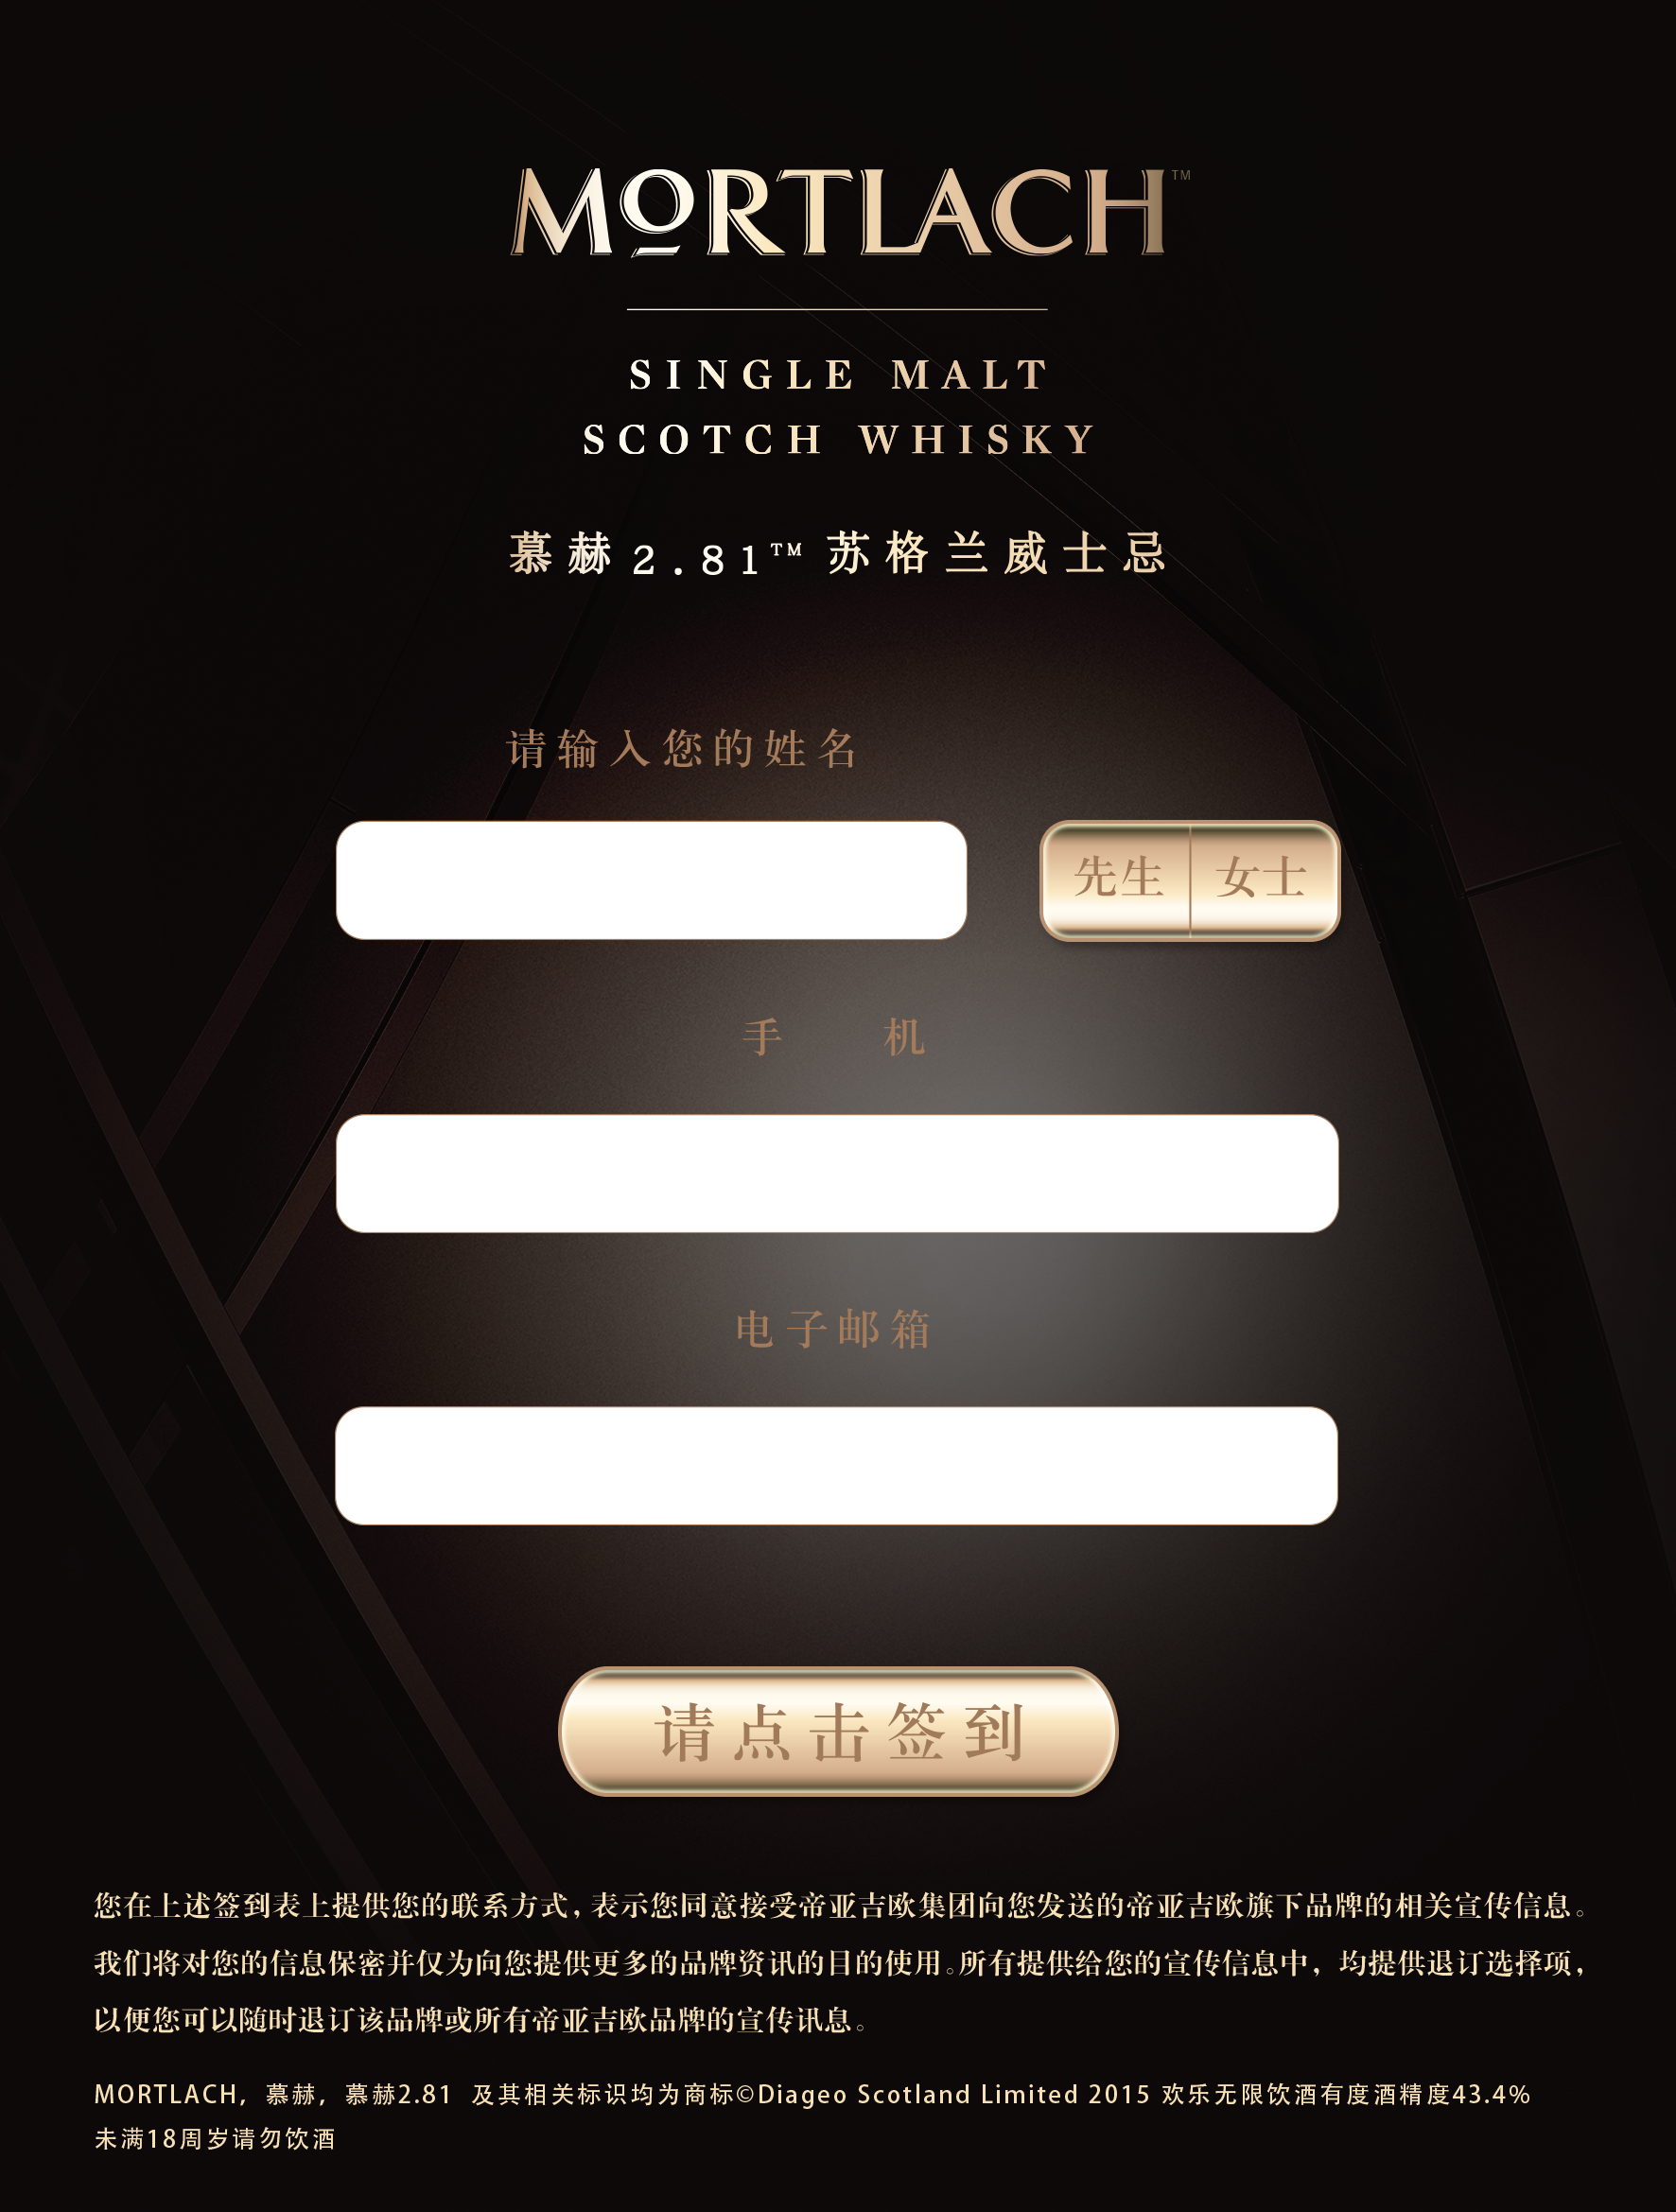 MORTLACH™
SINGLE MALT
SCOTCH WHISKY
慕赫2.81™ 苏格兰威士忌
请输入您的姓名
先生 女士
手 机
电子邮箱
请点击签到
您在上述签到表上提供您的联系方式，表示您同意接受帝亚吉欧集团向您发送的帝亚吉欧旗下品牌的相关宣传信息。
我们将对您的信息保密并仅为向您提供更多的品牌资讯的目的使用。所有提供给您的宣传信息中，均提供退订选择项，
以便您可以随时退订该品牌或所有帝亚吉欧品牌的宣传讯息。
MORTLACH，慕赫，慕赫2.81 及其相关标识均为商标©Diageo Scotland Limited 2015 欢乐无限饮酒有度酒精度43.4%
未满18周岁请勿饮酒